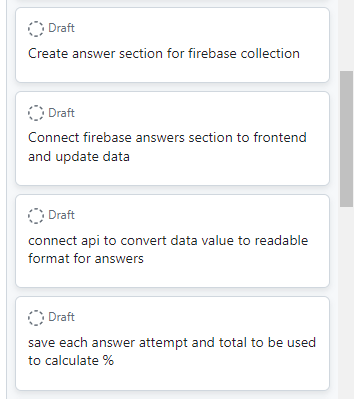 Draft
Create answer section for firebase collection
Draft
Connect firebase answers section to frontend
and update data
Draft
connect api to convert data value to readable
format for answers
Draft
save each answer attempt and total to be used
to calculate %